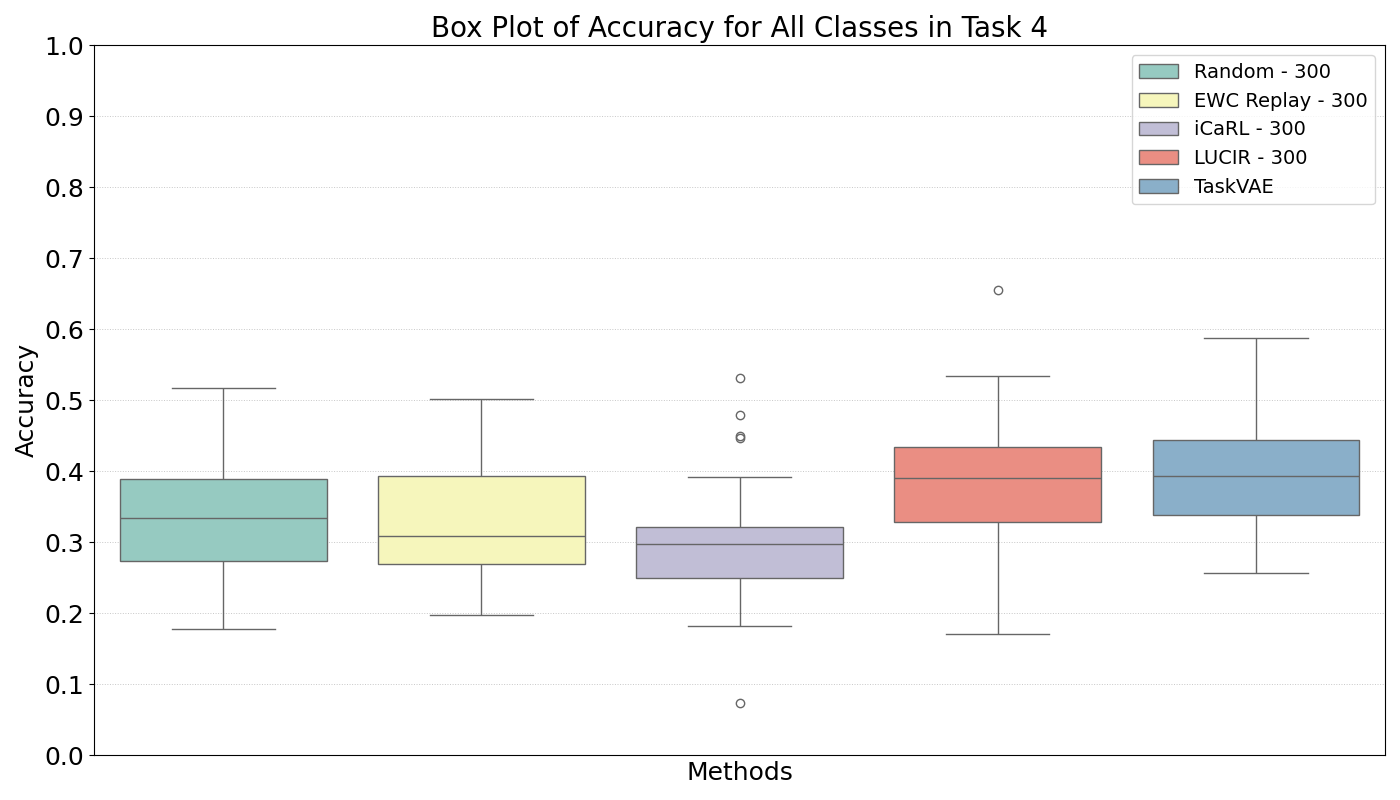 Box Plot of Accuracy for All Classes in Task 4
1.0
0.9
0.8
0.7
0.6
0.5
0.4
0.3
0.2
0.1
0.0
Accuracy
Methods
Random - 300
EWC Replay - 300
iCaRL - 300
LUCIR - 300
TaskVAE